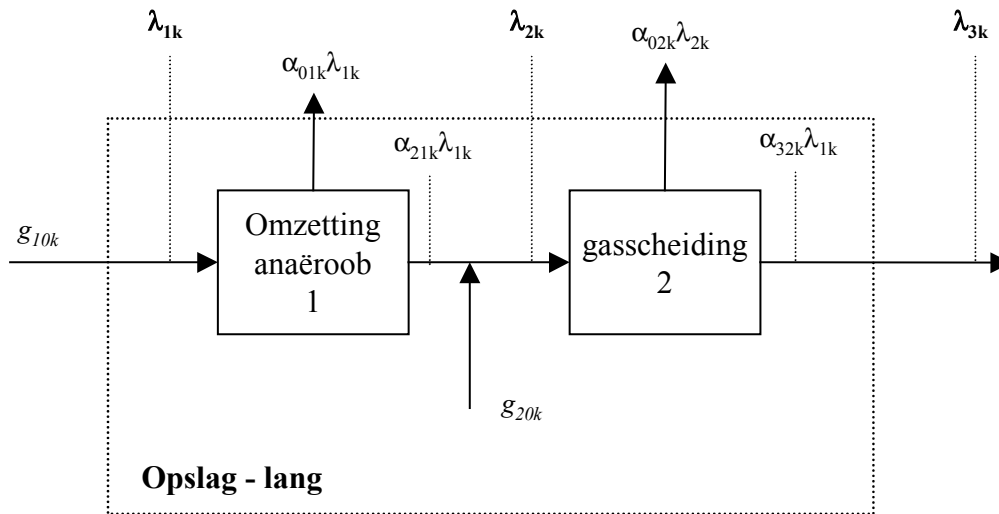 λ1k
λ2k
λ3k
α01kλ1k
α02kλ2k
α21kλ1k
α32kλ1k
g10k
Omzetting
anaëroob
1
gasscheiding
2
g20k
Opslag - lang